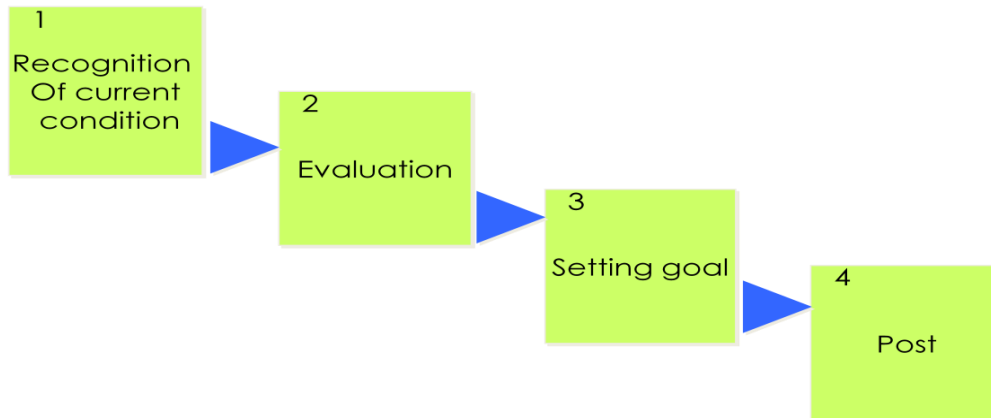 1
Recognition
Of current
condition
2
Evaluation
3
Setting goal
4
Post